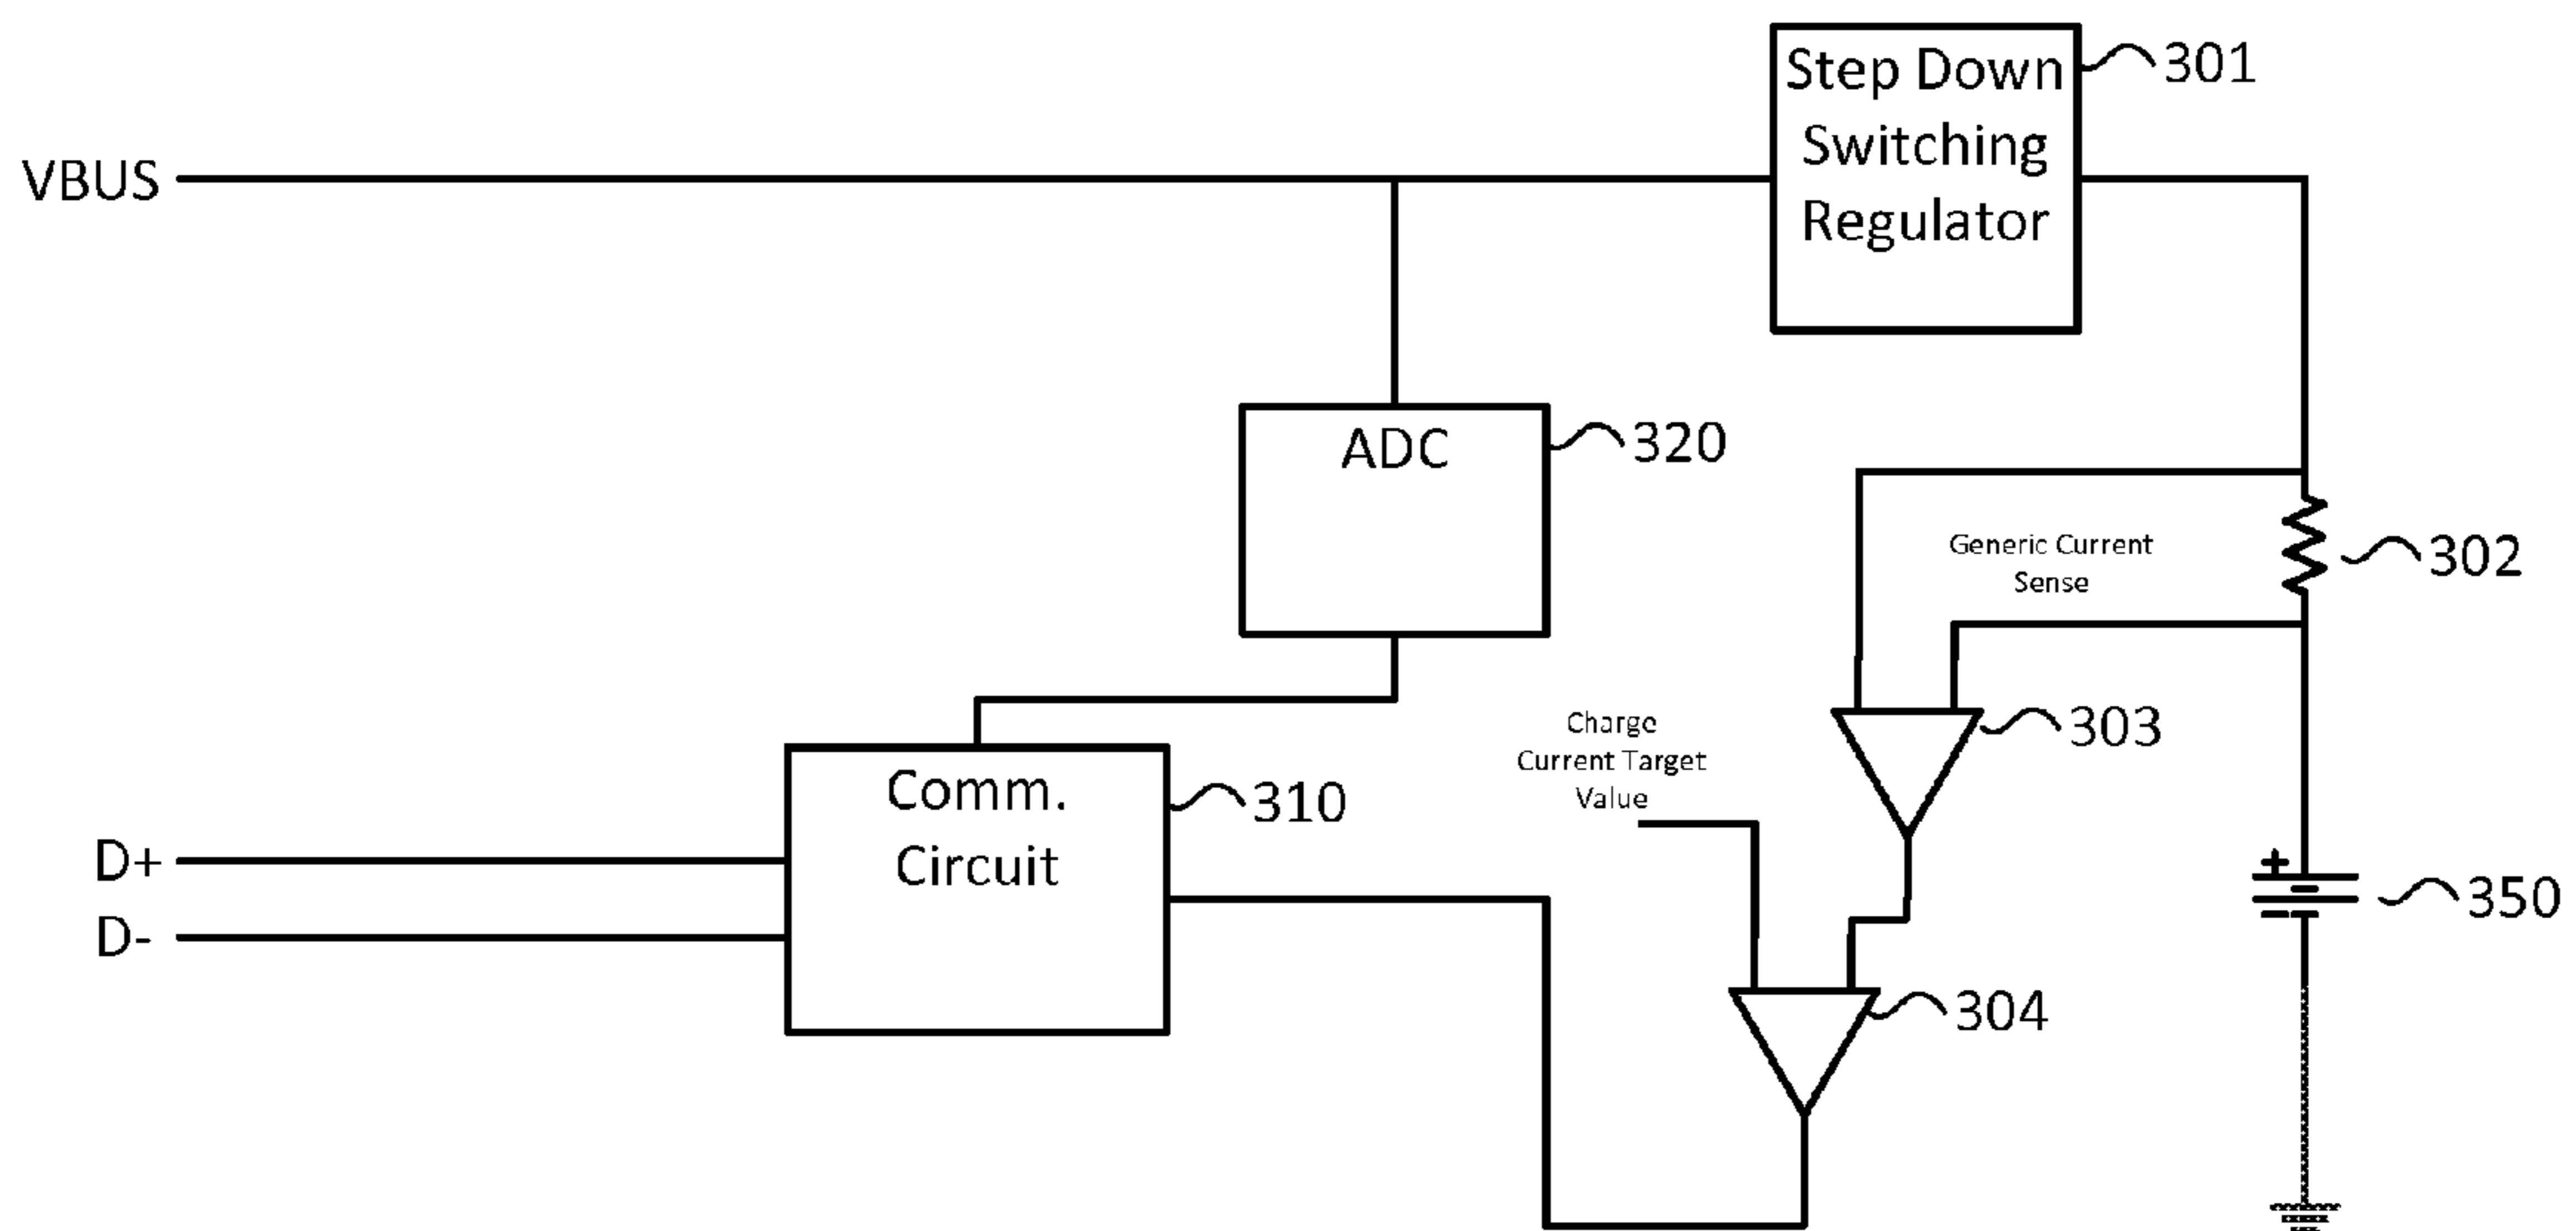 Step Down
Switching
Regulator
301
VBUS
ADC
320
Generic Current
Sense
302
303
Charge
Current Target
Value
Comm.
Circuit
310
D+
D-
+
350
304